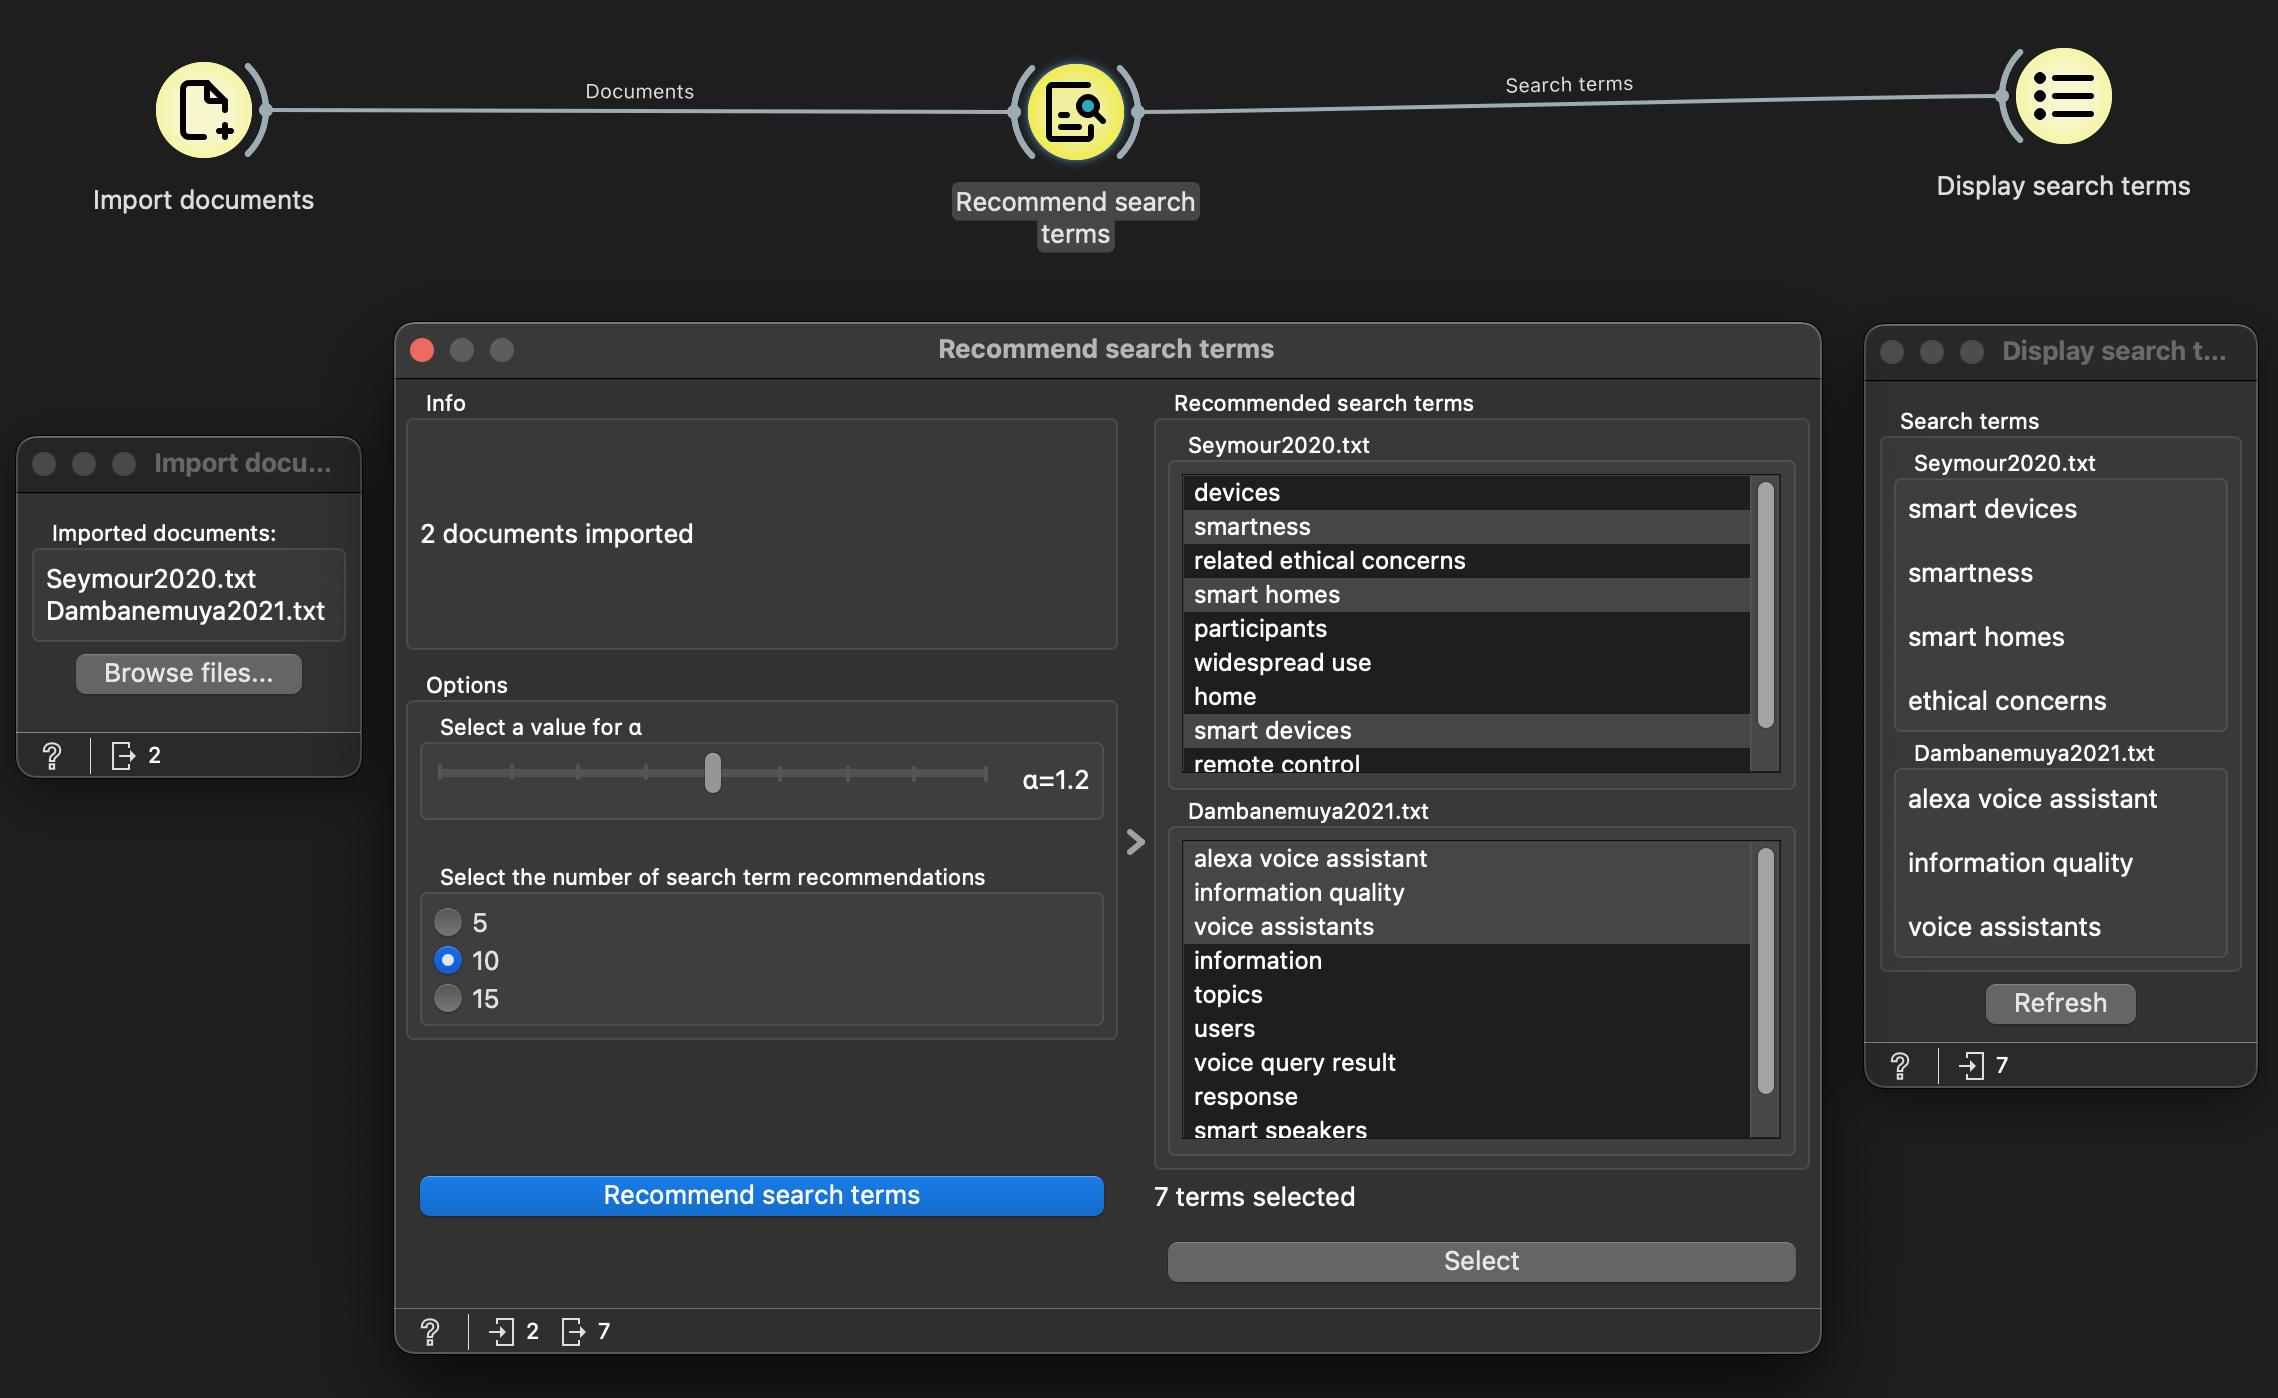 Documents
Search terms
Import documents
Recommend search
terms
Display search terms
Import docu...
Imported documents:
Seymour2020.txt
Dambanemuya2021.txt
Browse files...
2
Recommend search terms
Info
2 documents imported
Options
Select a value for α
α=1.2
Select the number of search term recommendations
5
10
15
Recommend search terms
Recommended search terms
Seymour2020.txt
devices
smartness
related ethical concerns
smart homes
participants
widespread use
home
smart devices
remote control
Dambanemuya2021.txt
alexa voice assistant
information quality
voice assistants
information
topics
users
voice query result
response
smart speakers
7 terms selected
Select
2 7
Display search t...
Search terms
Seymour2020.txt
smart devices
smartness
smart homes
ethical concerns
Dambanemuya2021.txt
alexa voice assistant
information quality
voice assistants
Refresh
7